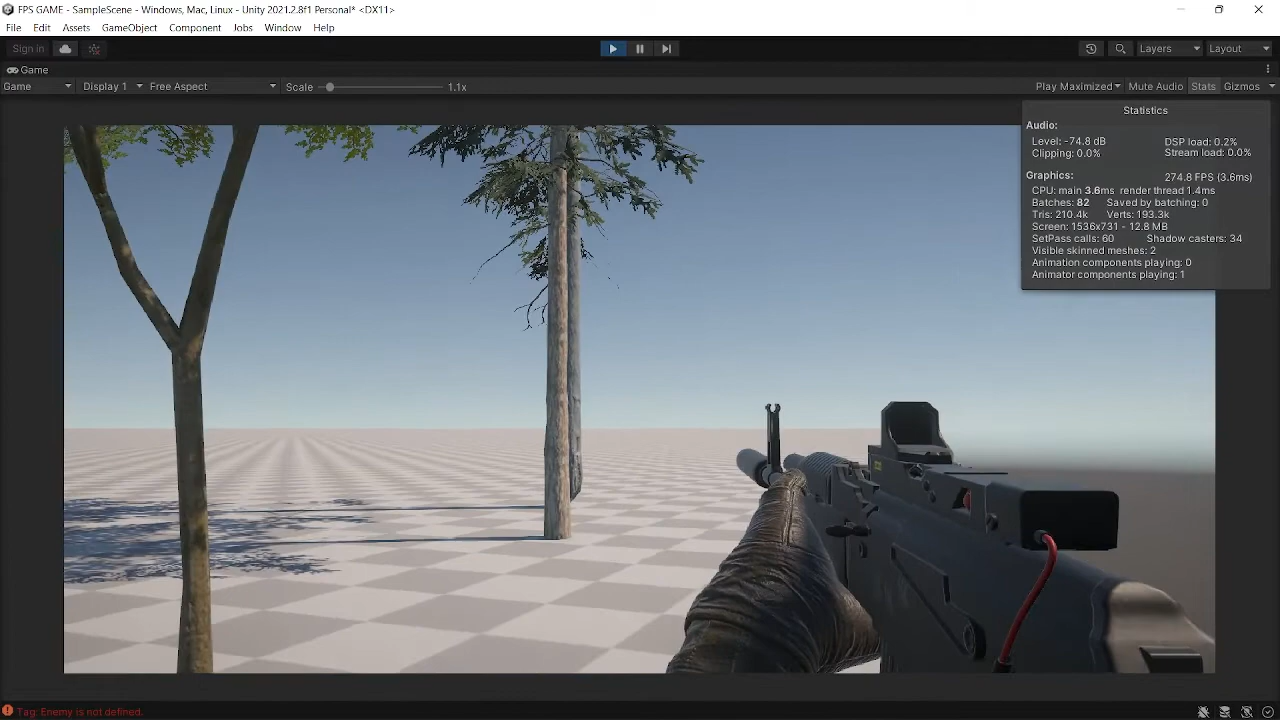 FPS GAME - SampleScene - Windows, Mac, Linux - Unity 2021.2.8f1 Personal* <DX11>
File Edit Assets GameObject Component Jobs Window Help
Sign in Layers Layout
Game
Game Display 1 Free Aspect Scale 1.1x Play Maximized Mute Audio Stats Gizmos
Statistics
Audio:
Level: -74.8 dB DSP load: 0.2%
Clipping: 0.0% Stream load: 0.0%
Graphics: 274.8 FPS (3.6ms)
CPU: main 3.6ms render thread 1.4ms
Batches: 82 Saved by batching: 0
Tris: 210.4k Verts: 193.3k
Screen: 1536x731 - 12.8 MB
SetPass calls: 60 Shadow casters: 34
Visible skinned meshes: 2
Animation components playing: 0
Animator components playing: 1
Tag: Enemy is not defined.